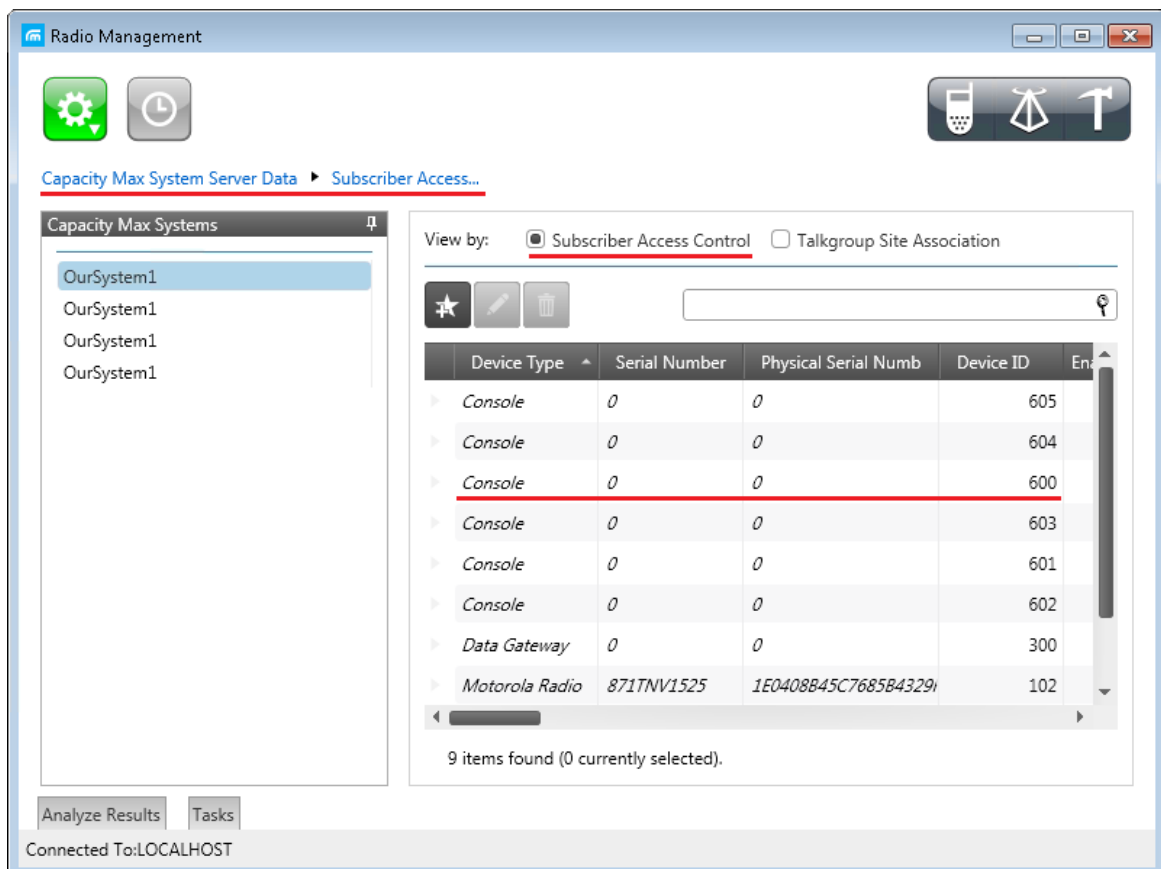 Radio Management
Capacity Max System Server Data Subscriber Access...
Capacity Max Systems
OurSystem1
OurSystem1
OurSystem1
OurSystem1
View by: Subscriber Access Control Talkgroup Site Association
Device Type Serial Number Physical Serial Numb Device ID Ena
Console 0 0 605
Console 0 0 604
Console 0 0 600
Console 0 0 603
Console 0 0 601
Console 0 0 602
Data Gateway 0 0 300
Motorola Radio 871TNV1525 1E0408B45C7685B4329 102
9 items found (0 currently selected).
Analyze Results Tasks
Connected To:LOCALHOST